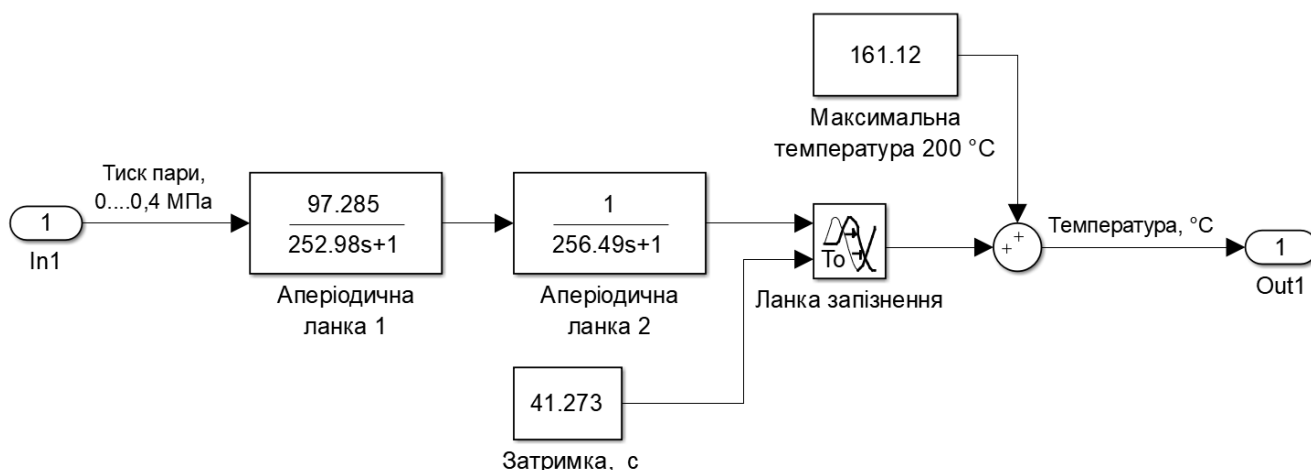 161.12
Максимальна
температура 200 °C
Тиск пари,
0....0,4 МПа
1
In1
97.285
252.98s+1
Аперіодична
ланка 1
1
256.49s+1
Аперіодична
ланка 2
To
Ланка запізнення
+
+
Температура, °C
1
Out1
41.273
Затримка, с